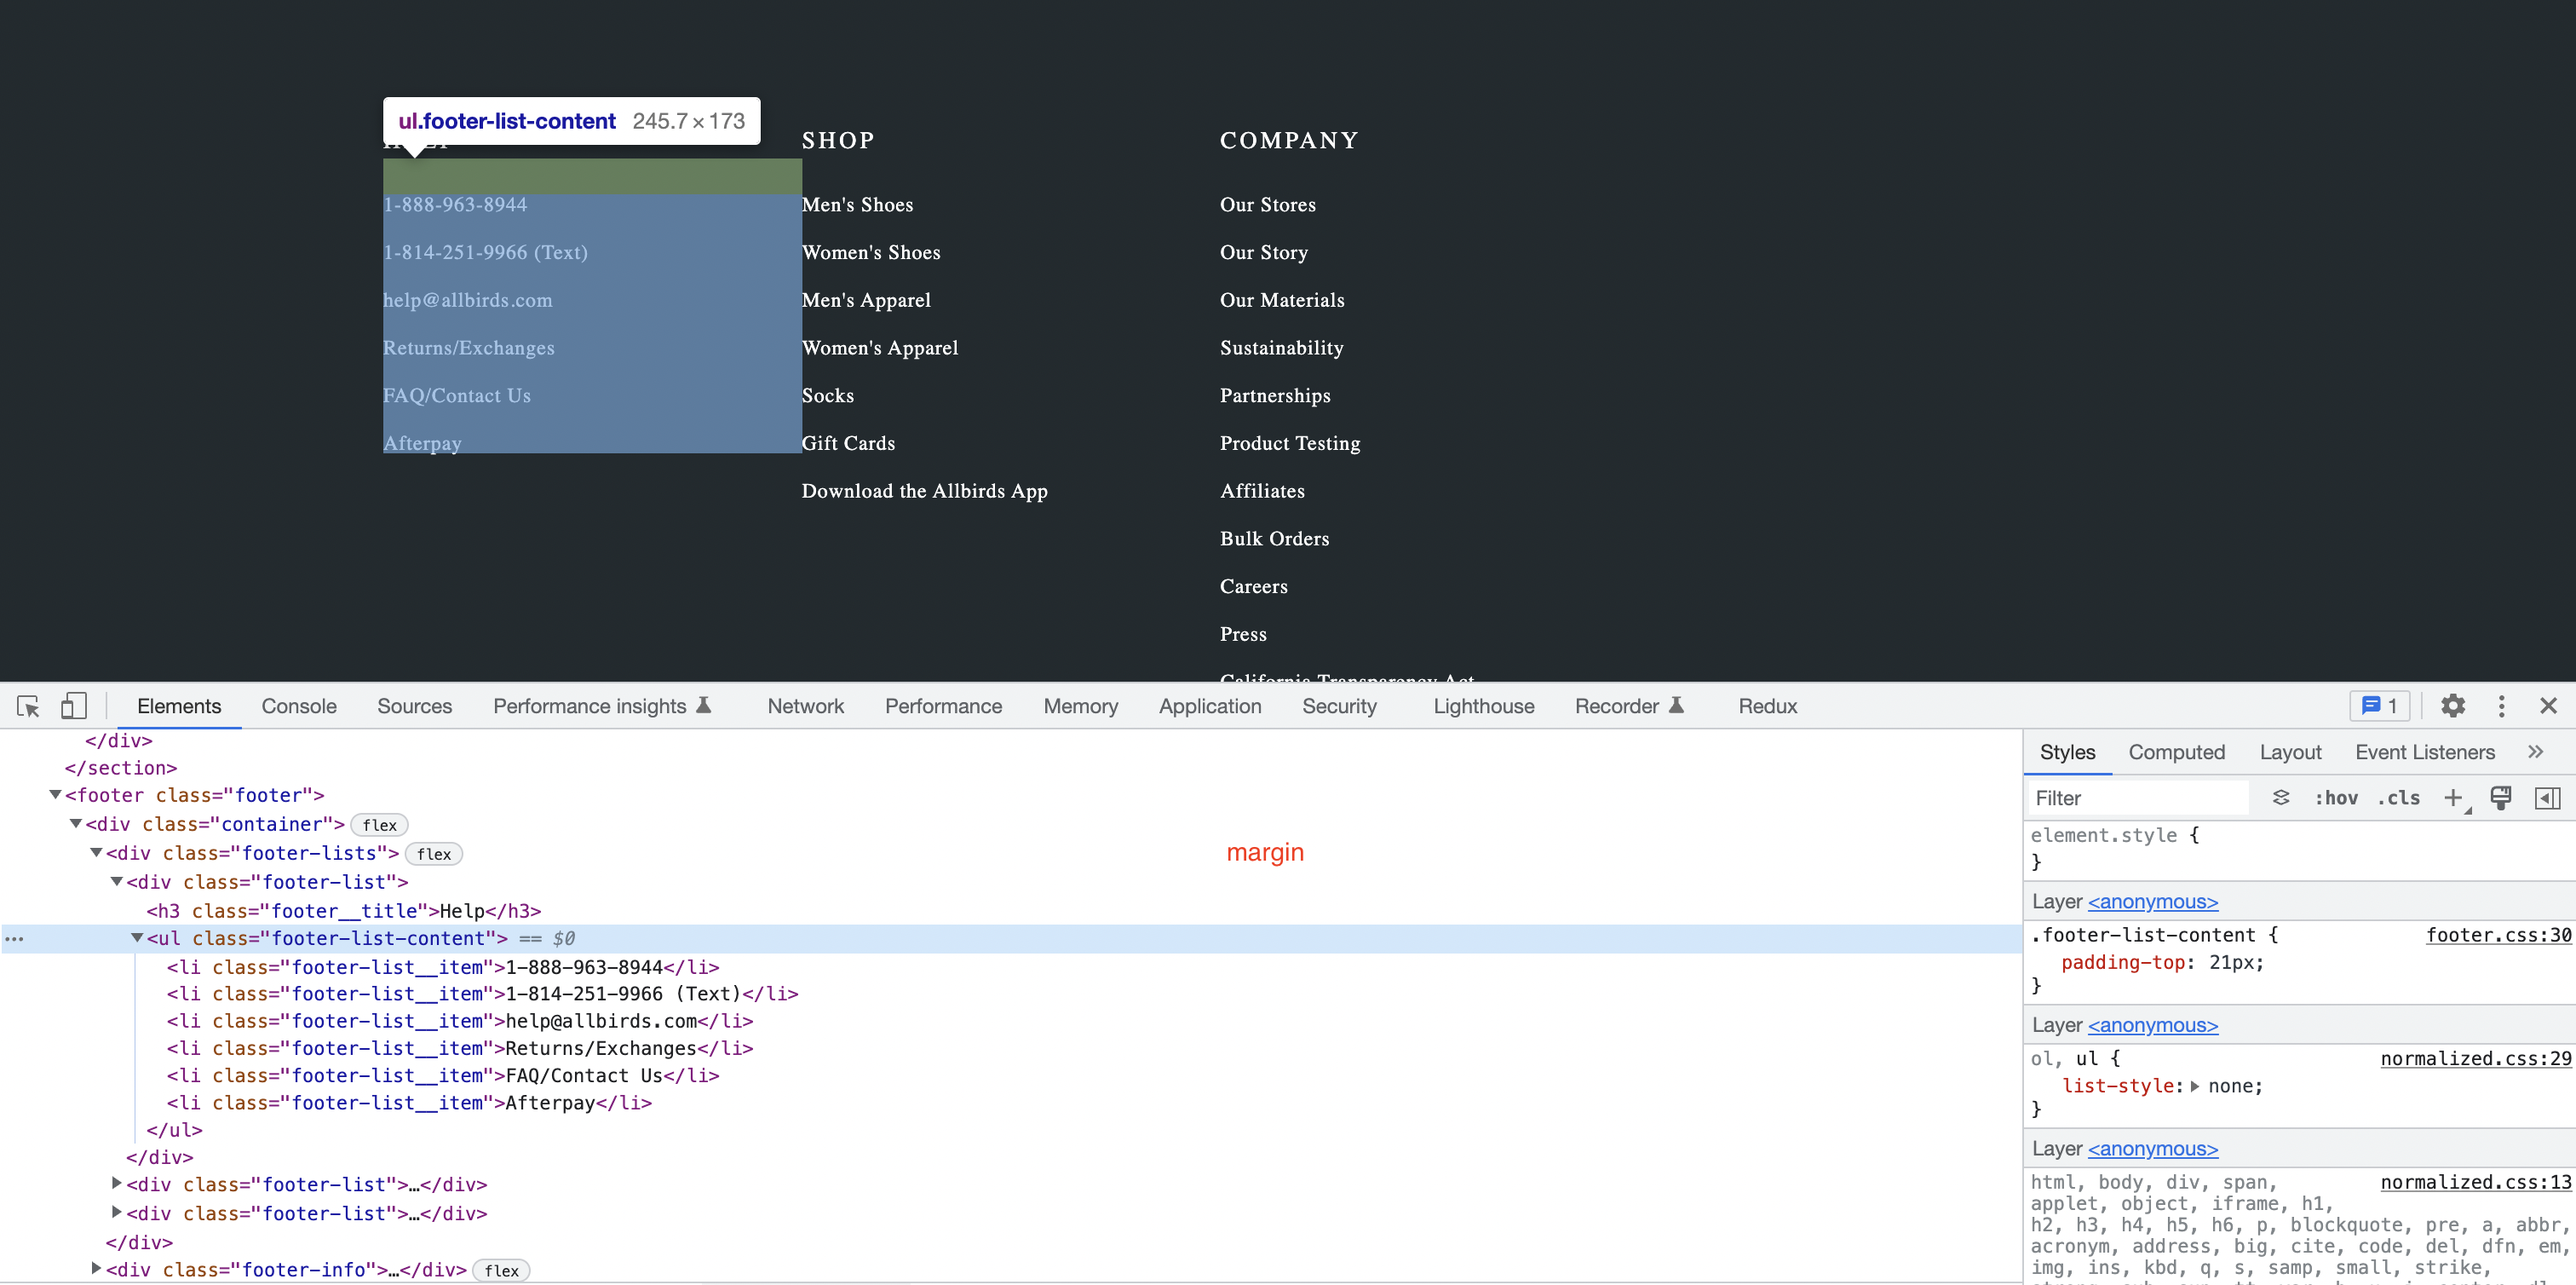 ul.footer-list-content 245.7 × 173
SHOP
COMPANY
1-888-963-8944
Men's Shoes
Our Stores
1-814-251-9966 (Text)
Women's Shoes
Our Story
help@allbirds.com
Men's Apparel
Our Materials
Returns/Exchanges
Women's Apparel
Sustainability
FAQ/Contact Us
Socks
Partnerships
Afterpay
Gift Cards
Product Testing
Download the Allbirds App
Affiliates
Bulk Orders
Careers
Press
California Transparency Act
Elements Console Sources Performance insights Network Performance Memory Application Security Lighthouse Recorder Redux 1
</div>
</section>
<footer class="footer">
<div class="container"> flex
<div class="footer-lists"> flex
<div class="footer-list">
<h3 class="footer__title">Help</h3>
<ul class="footer-list-content"> == $0
<li class="footer-list__item">1-888-963-8944</li>
<li class="footer-list__item">1-814-251-9966 (Text)</li>
<li class="footer-list__item">help@allbirds.com</li>
<li class="footer-list__item">Returns/Exchanges</li>
<li class="footer-list__item">FAQ/Contact Us</li>
<li class="footer-list__item">Afterpay</li>
</ul>
</div>
<div class="footer-list">…</div>
<div class="footer-list">…</div>
</div>
<div class="footer-info">…</div> flex
margin
Styles Computed Layout Event Listeners »
Filter :hov .cls +
element.style {
}
Layer <anonymous>
.footer-list-content { footer.css:30
padding-top: 21px;
}
Layer <anonymous>
ol, ul { normalized.css:29
list-style: none;
}
Layer <anonymous>
html, body, div, span, normalized.css:13
applet, object, iframe, h1,
h2, h3, h4, h5, h6, p, blockquote, pre, a, abbr,
acronym, address, big, cite, code, del, dfn, em,
img, ins, kbd, q, s, samp, small, strike,